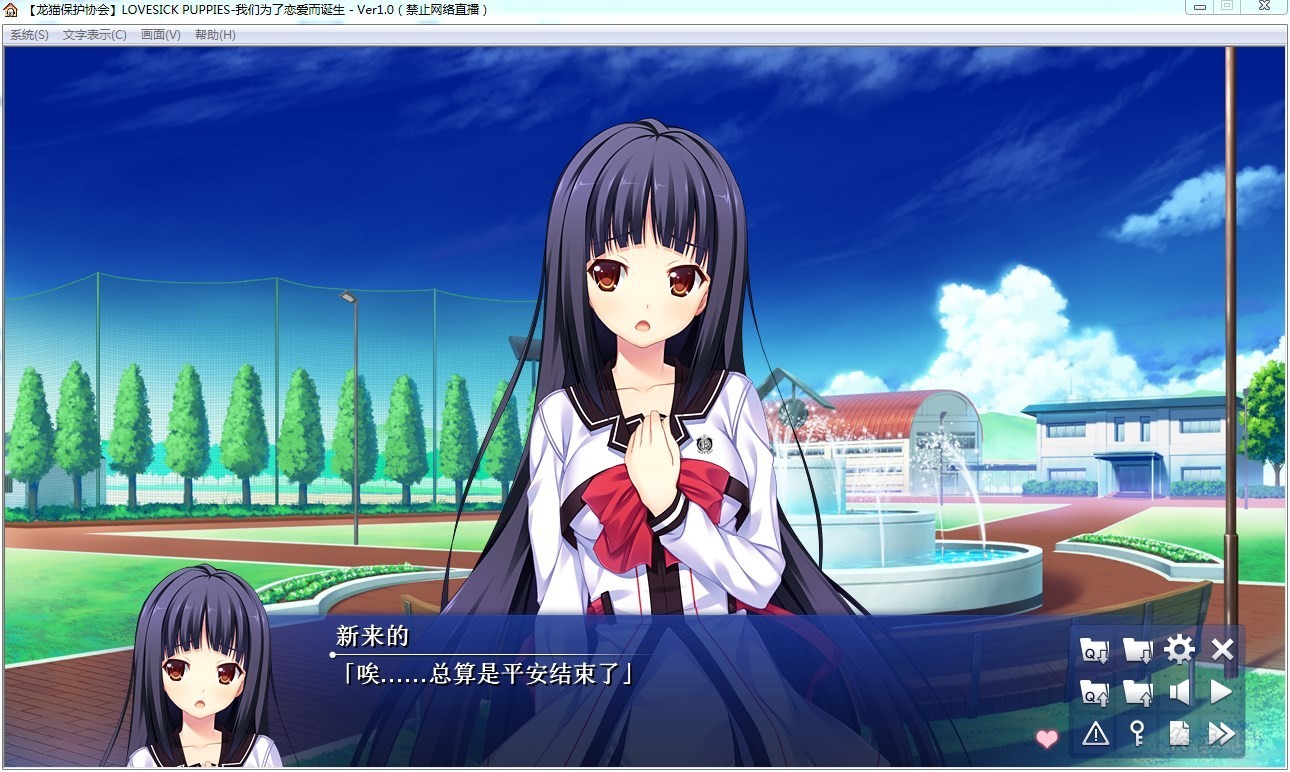 【龙猫保护协会】LOVESICK PUPPIES-我们为了恋爱而诞生 - Ver1.0 ( 禁止网络直播 )
系统(S) 文字表示(C) 画面(V) 帮助(H)
新来的
「唉……总算是平安结束了」
Q
Q